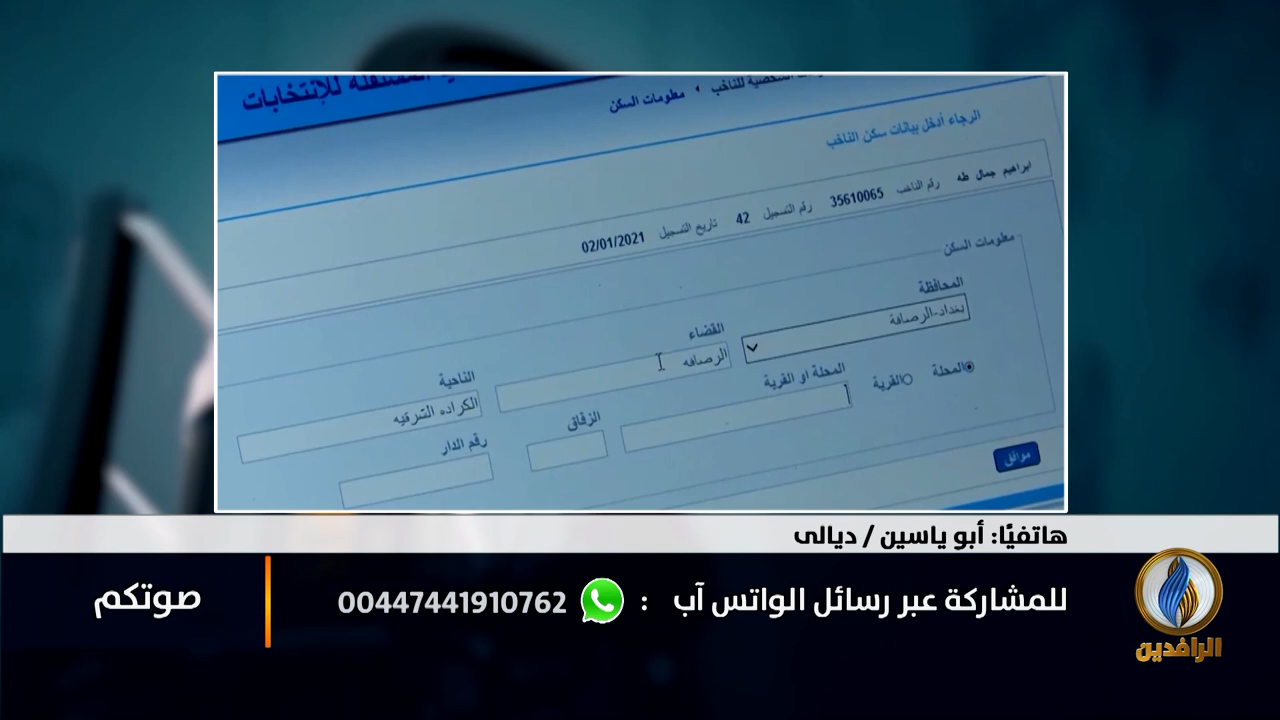 المستقلة للإنتخابات
الشخصية للناخب ، معلومات السكن
الرجاء أدخل بيانات سكن الناخب
ابراهيم جمال طه رقم الناخب 35610065 رقم التسجيل 42 تاريخ التسجيل 02/01/2021
معلومات السكن
المحافظة القضاء الناحية
بغداد-الرصافة الرصافه الكراده الشرقيه
المحلة القرية المحلة او القرية الزقاق رقم الدار
موافق
هاتفيًا: أبو ياسين / ديالى
للمشاركة عبر رسائل الواتس آب : 00447441910762
صوتكم
الرافدين